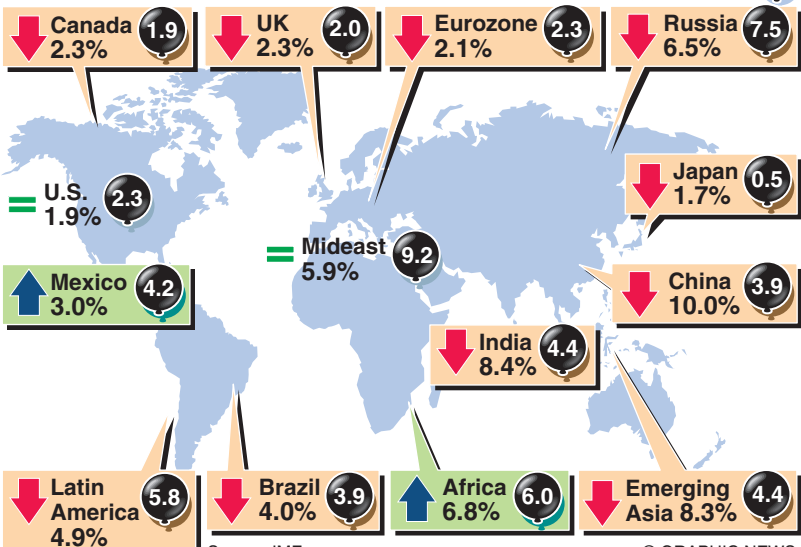 Canada
2.3%
1.9
UK
2.3%
2.0
Eurozone
2.1%
2.3
Russia
6.5%
7.5
U.S.
1.9%
2.3
Mideast
5.9%
9.2
Japan
1.7%
0.5
Mexico
3.0%
4.2
China
10.0%
3.9
India
8.4%
4.4
Latin
America
4.9%
5.8
Brazil
4.0%
3.9
Africa
6.8%
6.0
Emerging
Asia 8.3%
4.4
© GRAPHIC NEWS